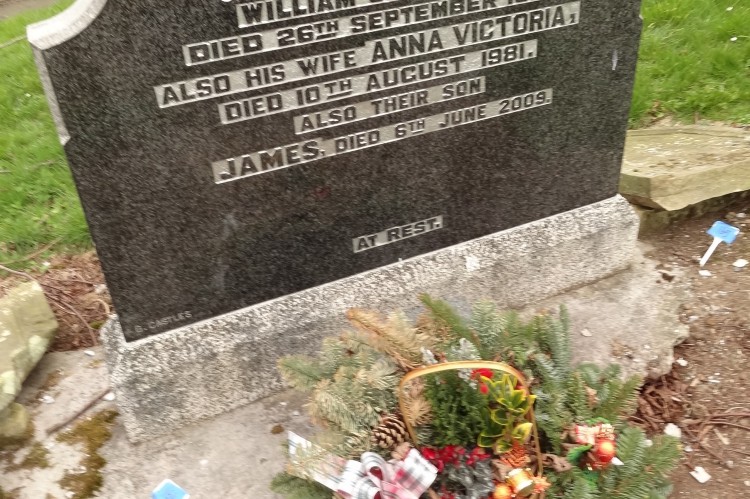 WILLIAM
DIED 26TH SEPTEMBER
ALSO HIS WIFE ANNA VICTORIA,
DIED 10TH AUGUST 1981.
ALSO THEIR SON
JAMES, DIED 6TH JUNE 2009.
AT REST.
B. CASTLES